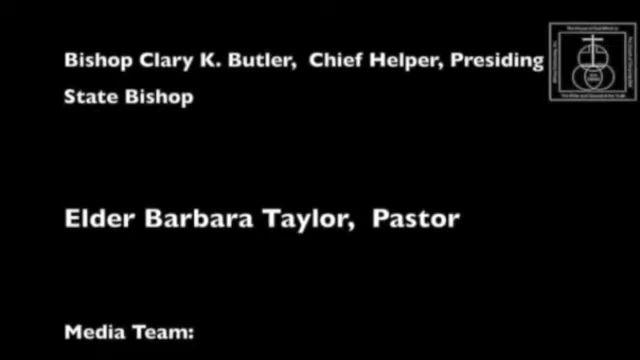 Bishop Clary K. Butler,  Chief Helper, Presiding
State Bishop
Elder Barbara Taylor,  Pastor
Media Team: